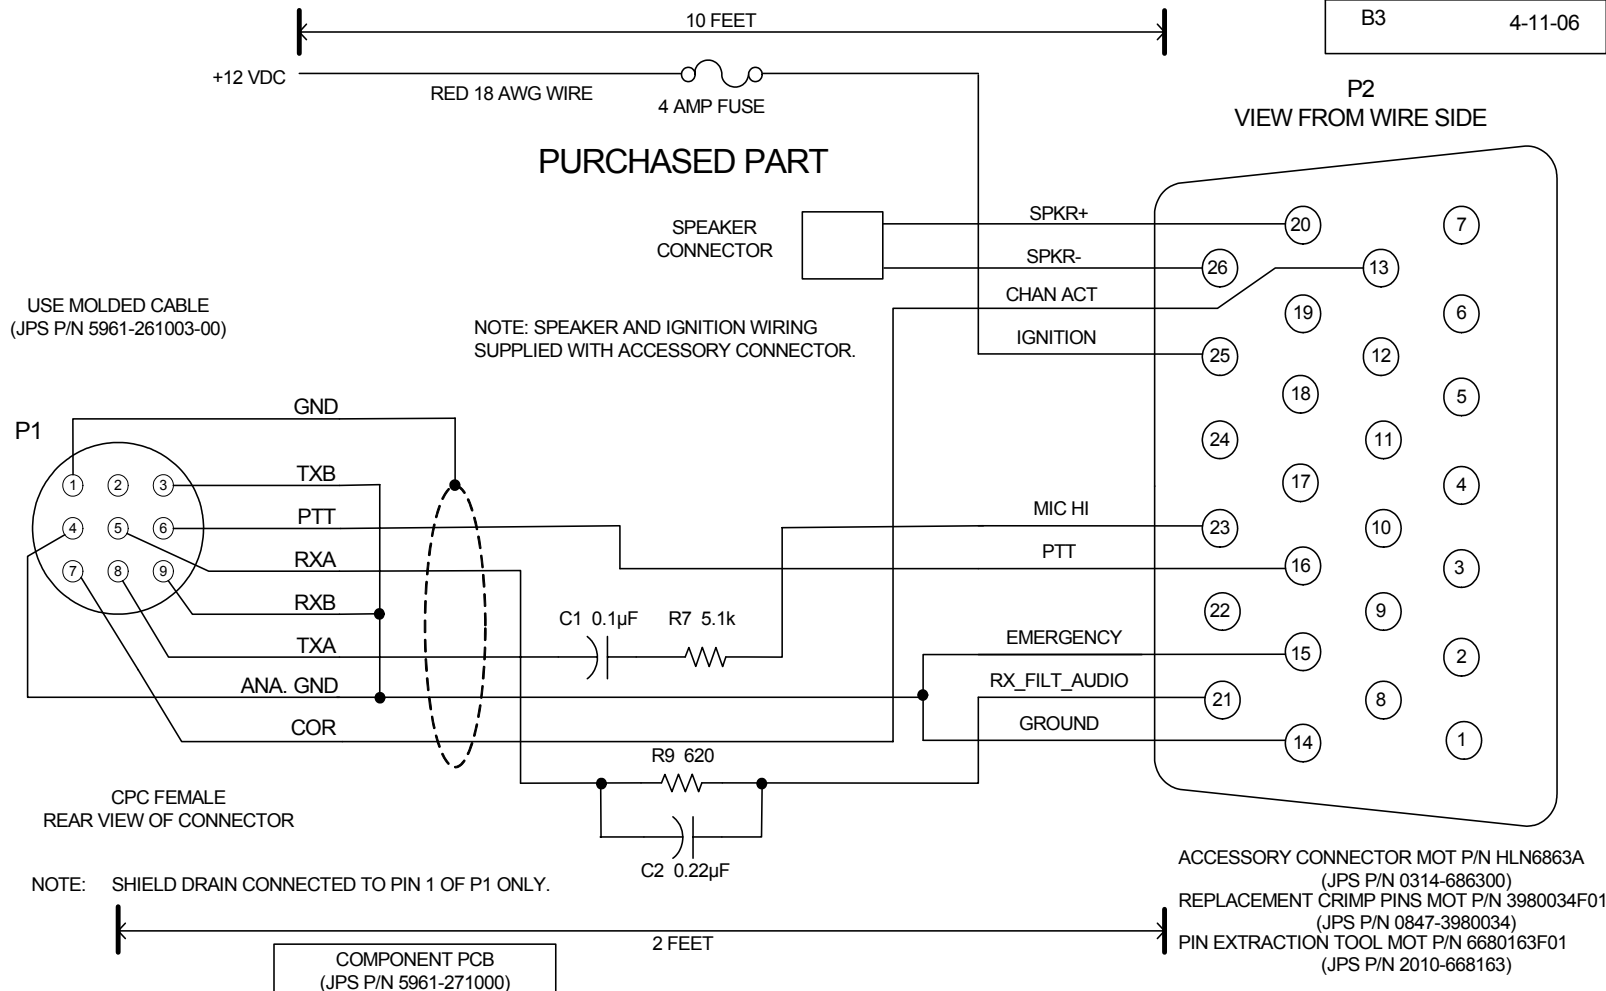 10 FEET
B3 4-11-06
+12 VDC
RED 18 AWG WIRE
4 AMP FUSE
P2
VIEW FROM WIRE SIDE
PURCHASED PART
SPEAKER
CONNECTOR
SPKR+
SPKR-
CHAN ACT
IGNITION
20
7
26
13
19
6
25
12
18
5
24
11
17
4
23
10
16
3
22
9
15
2
21
8
14
1
USE MOLDED CABLE
(JPS P/N 5961-261003-00)
NOTE: SPEAKER AND IGNITION WIRING
SUPPLIED WITH ACCESSORY CONNECTOR.
P1
GND
TXB
PTT
RXA
RXB
TXA
ANA. GND
COR
1 2 3
4 5 6
7 8 9
MIC HI
PTT
C1 0.1µF
R7 5.1k
EMERGENCY
RX_FILT_AUDIO
GROUND
R9 620
C2 0.22µF
CPC FEMALE
REAR VIEW OF CONNECTOR
NOTE: SHIELD DRAIN CONNECTED TO PIN 1 OF P1 ONLY.
2 FEET
COMPONENT PCB
(JPS P/N 5961-271000)
ACCESSORY CONNECTOR MOT P/N HLN6863A
(JPS P/N 0314-686300)
REPLACEMENT CRIMP PINS MOT P/N 3980034F01
(JPS P/N 0847-3980034)
PIN EXTRACTION TOOL MOT P/N 6680163F01
(JPS P/N 2010-668163)